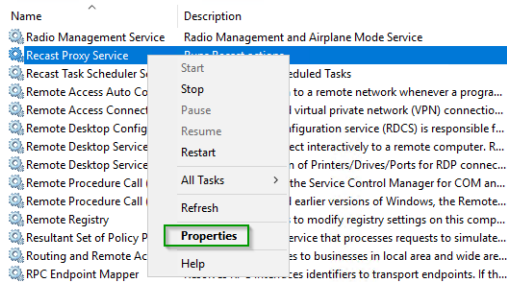 Name Description
Radio Management Service Radio Management and Airplane Mode Service
Recast Proxy Service Runs Recast actions
Recast Task Scheduler Se duled Tasks
Remote Access Auto Co to a remote network whenever a progra...
Remote Access Connect virtual private network (VPN) connectio...
Remote Desktop Config figuration service (RDCS) is responsible f...
Remote Desktop Service ect interactively to a remote computer. R...
Remote Desktop Service n of Printers/Drives/Ports for RDP connec...
Remote Procedure Call ( the Service Control Manager for COM an...
Remote Procedure Call ( earlier versions of Windows, the Remote...
Remote Registry s to modify registry settings on this comp...
Resultant Set of Policy P ervice that processes requests to simulate...
Routing and Remote Ac es to businesses in local area and wide are...
RPC Endpoint Mapper identifiers to transport endpoints. If th...
Start
Stop
Pause
Resume
Restart
All Tasks
Refresh
Properties
Help